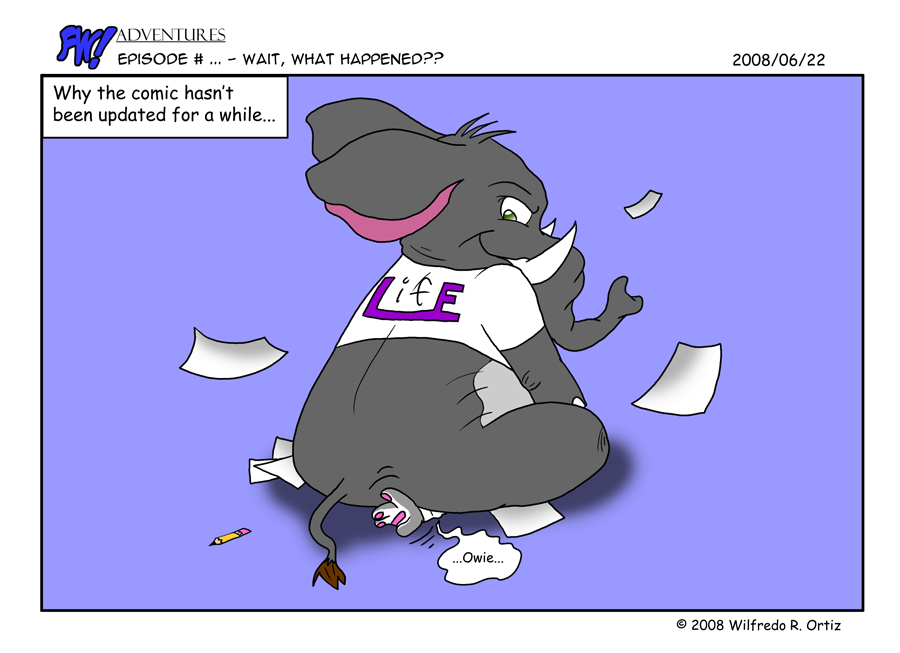 FW! ADVENTURES
EPISODE # ... - WAIT, WHAT HAPPENED??
2008/06/22
Why the comic hasn't
been updated for a while...
LifE
...Owie...
© 2008 Wilfredo R. Ortiz